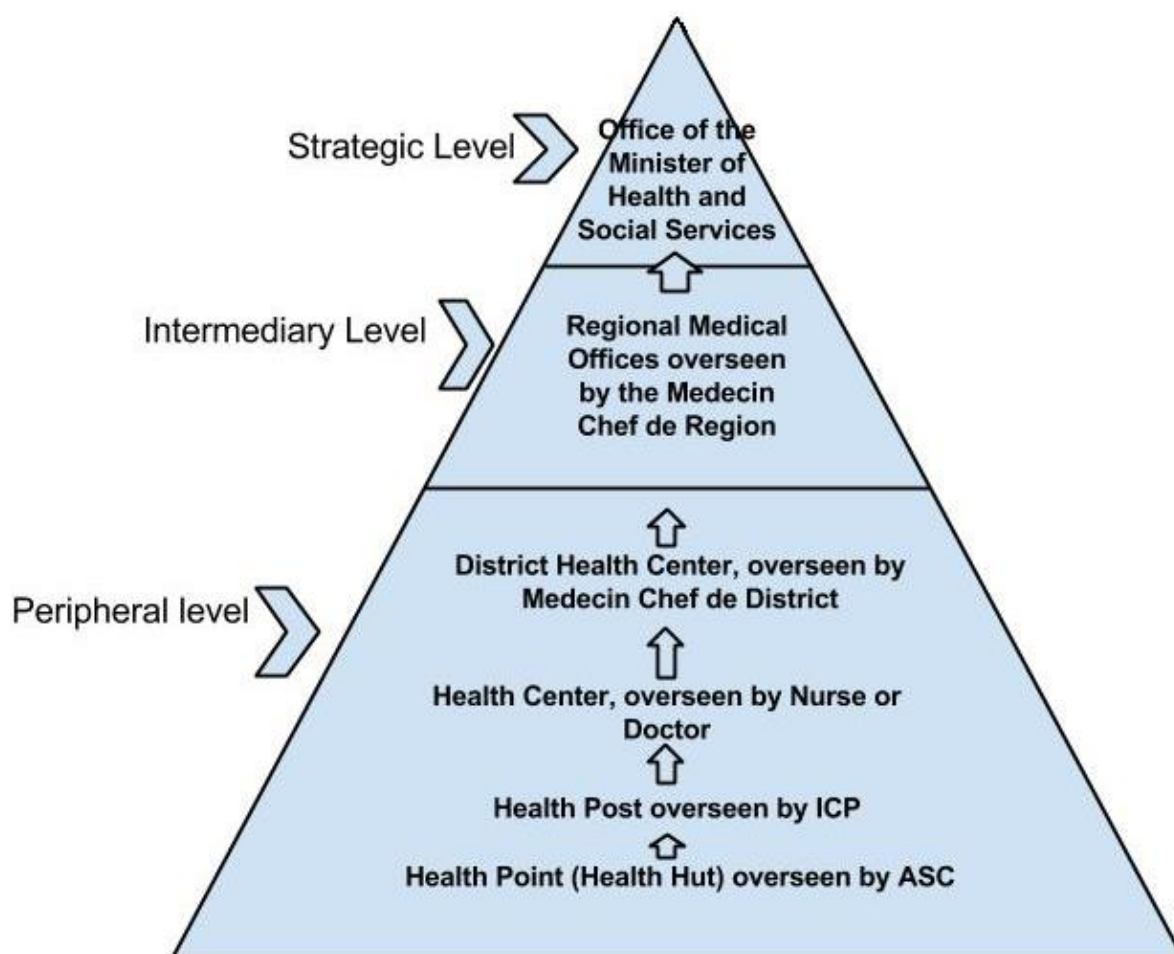 Strategic Level
Office of the
Minister of
Health and
Social Services
Intermediary Level
Regional Medical
Offices overseen
by the Medecin
Chef de Region
Peripheral level
District Health Center, overseen by
Medecin Chef de District
Health Center, overseen by Nurse or
Doctor
Health Post overseen by ICP
Health Point (Health Hut) overseen by ASC